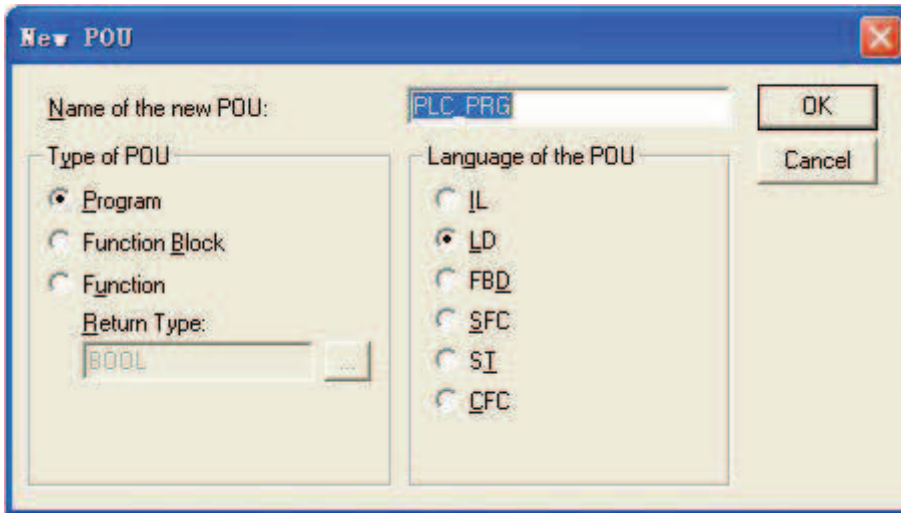 New POU
Name of the new POU:
PLC_PRG
OK
Cancel
Type of POU
Program
Function Block
Function
Return Type:
BOOL
...
Language of the POU
IL
LD
FBD
SFC
ST
CFC